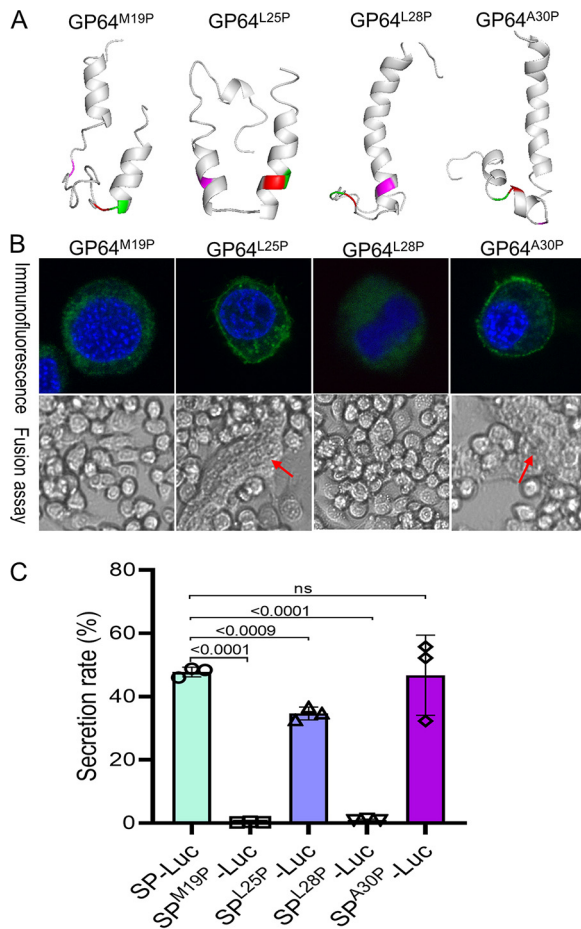 A
GP64M19P GP64L25P GP64L28P GP64A30P
B
GP64M19P GP64L25P GP64L28P GP64A30P
Immunofluorescence
Fusion assay
C
Secretion rate (%)
80
60
40
20
0
ns
<0.0001
<0.0009
<0.0001
SP-Luc
SPM19P-Luc
SPL25P-Luc
SPL28P-Luc
SPA30P-Luc